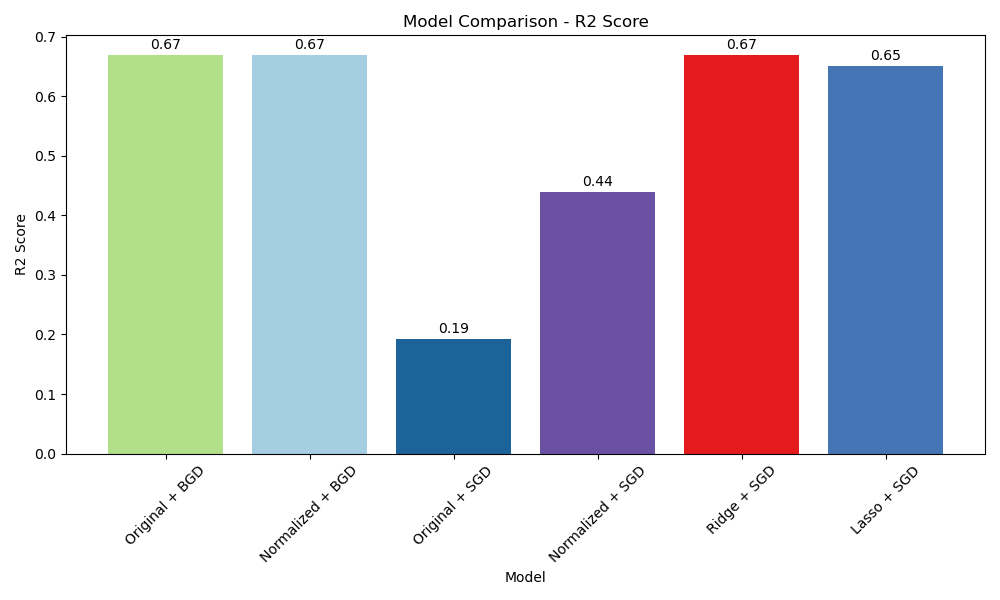 Model Comparison - R2 Score
R2 Score
0.7
0.6
0.5
0.4
0.3
0.2
0.1
0.0
0.67
0.67
0.19
0.44
0.67
0.65
Original + BGD
Normalized + BGD
Original + SGD
Normalized + SGD
Ridge + SGD
Lasso + SGD
Model